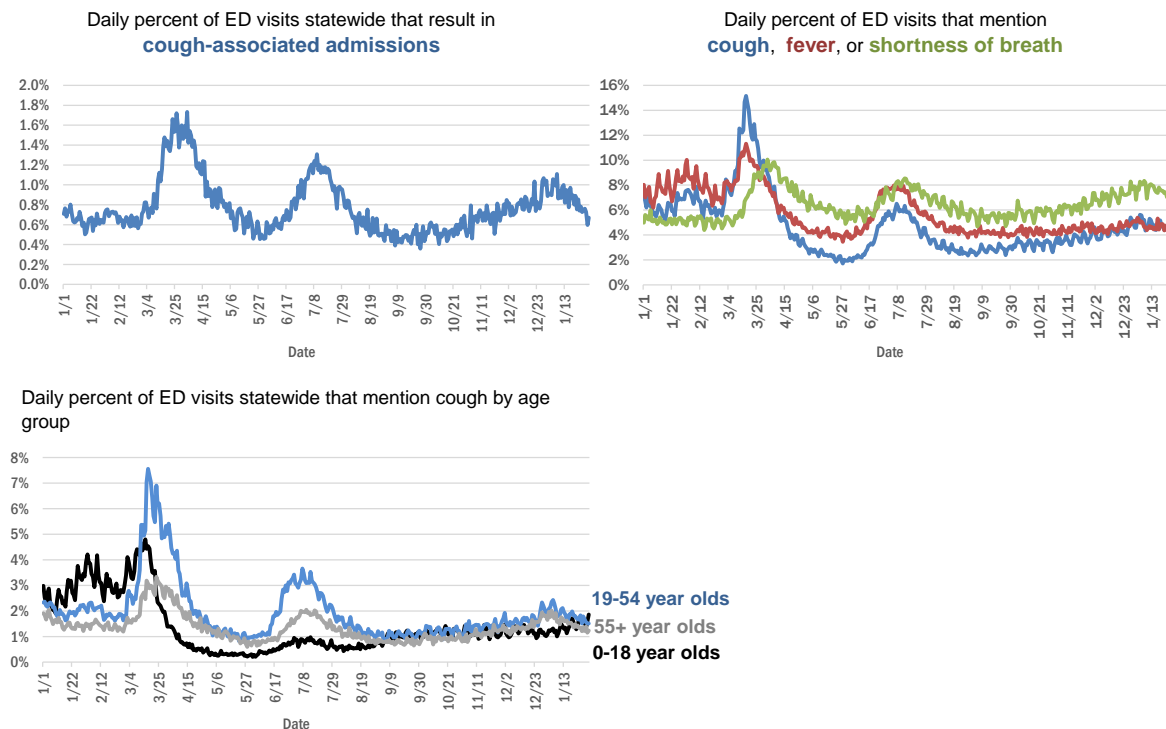 Daily percent of ED visits statewide that result in
cough-associated admissions
2.0%
1.8%
1.6%
1.4%
1.2%
1.0%
0.8%
0.6%
0.4%
0.2%
0.0%
1/1 1/22 2/12 3/4 3/25 4/15 5/6 5/27 6/17 7/8 7/29 8/19 9/9 9/30 10/21 11/11 12/2 12/23 1/13
Date
Daily percent of ED visits that mention
cough, fever, or shortness of breath
16%
14%
12%
10%
8%
6%
4%
2%
0%
1/1 1/22 2/12 3/4 3/25 4/15 5/6 5/27 6/17 7/8 7/29 8/19 9/9 9/30 10/21 11/11 12/2 12/23 1/13
Date
Daily percent of ED visits statewide that mention cough by age
group
8%
7%
6%
5%
4%
3%
2%
1%
0%
1/1 1/22 2/12 3/4 3/25 4/15 5/6 5/27 6/17 7/8 7/29 8/19 9/9 9/30 10/21 11/11 12/2 12/23 1/13
Date
19-54 year olds
55+ year olds
0-18 year olds